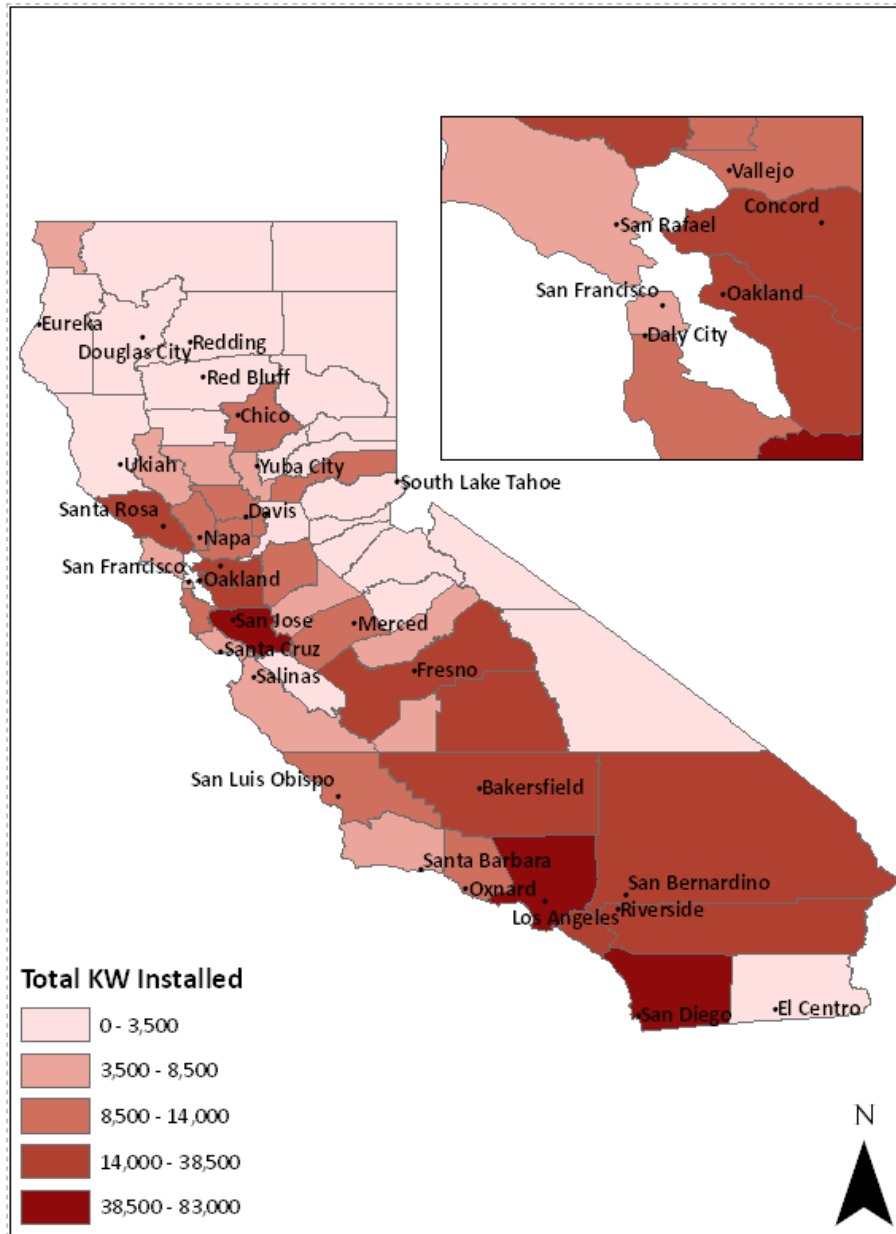 Vallejo
Concord
San Rafael
San Francisco
Oakland
Daly City
Eureka
Douglas City
Redding
Red Bluff
Chico
Ukiah
Yuba City
South Lake Tahoe
Santa Rosa
Davis
Napa
San Francisco
Oakland
San Jose
Merced
Santa Cruz
Salinas
Fresno
San Luis Obispo
Bakersfield
Santa Barbara
Oxnard
San Bernardino
Los Angeles
Riverside
San Diego
El Centro
Total KW Installed
0 - 3,500
3,500 - 8,500
8,500 - 14,000
14,000 - 38,500
38,500 - 83,000
N